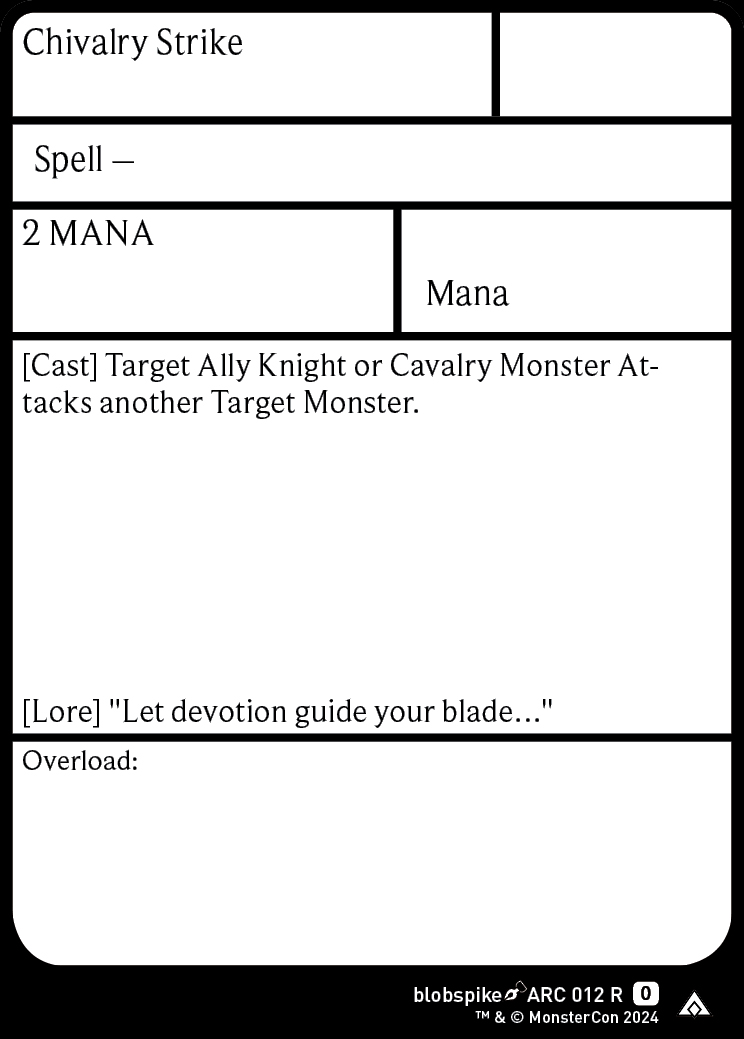 Chivalry Strike
Spell —
2 MANA
Mana
[Cast] Target Ally Knight or Cavalry Monster At-
tacks another Target Monster.
[Lore] "Let devotion guide your blade..."
Overload:
blobspike ARC 012 R 0
™ & © MonsterCon 2024